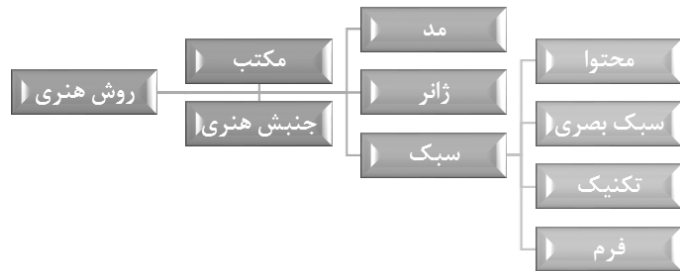 روش هنری
مکتب
جنبش هنری
مد
ژانر
سبک
محتوا
سبک بصری
تکنیک
فرم